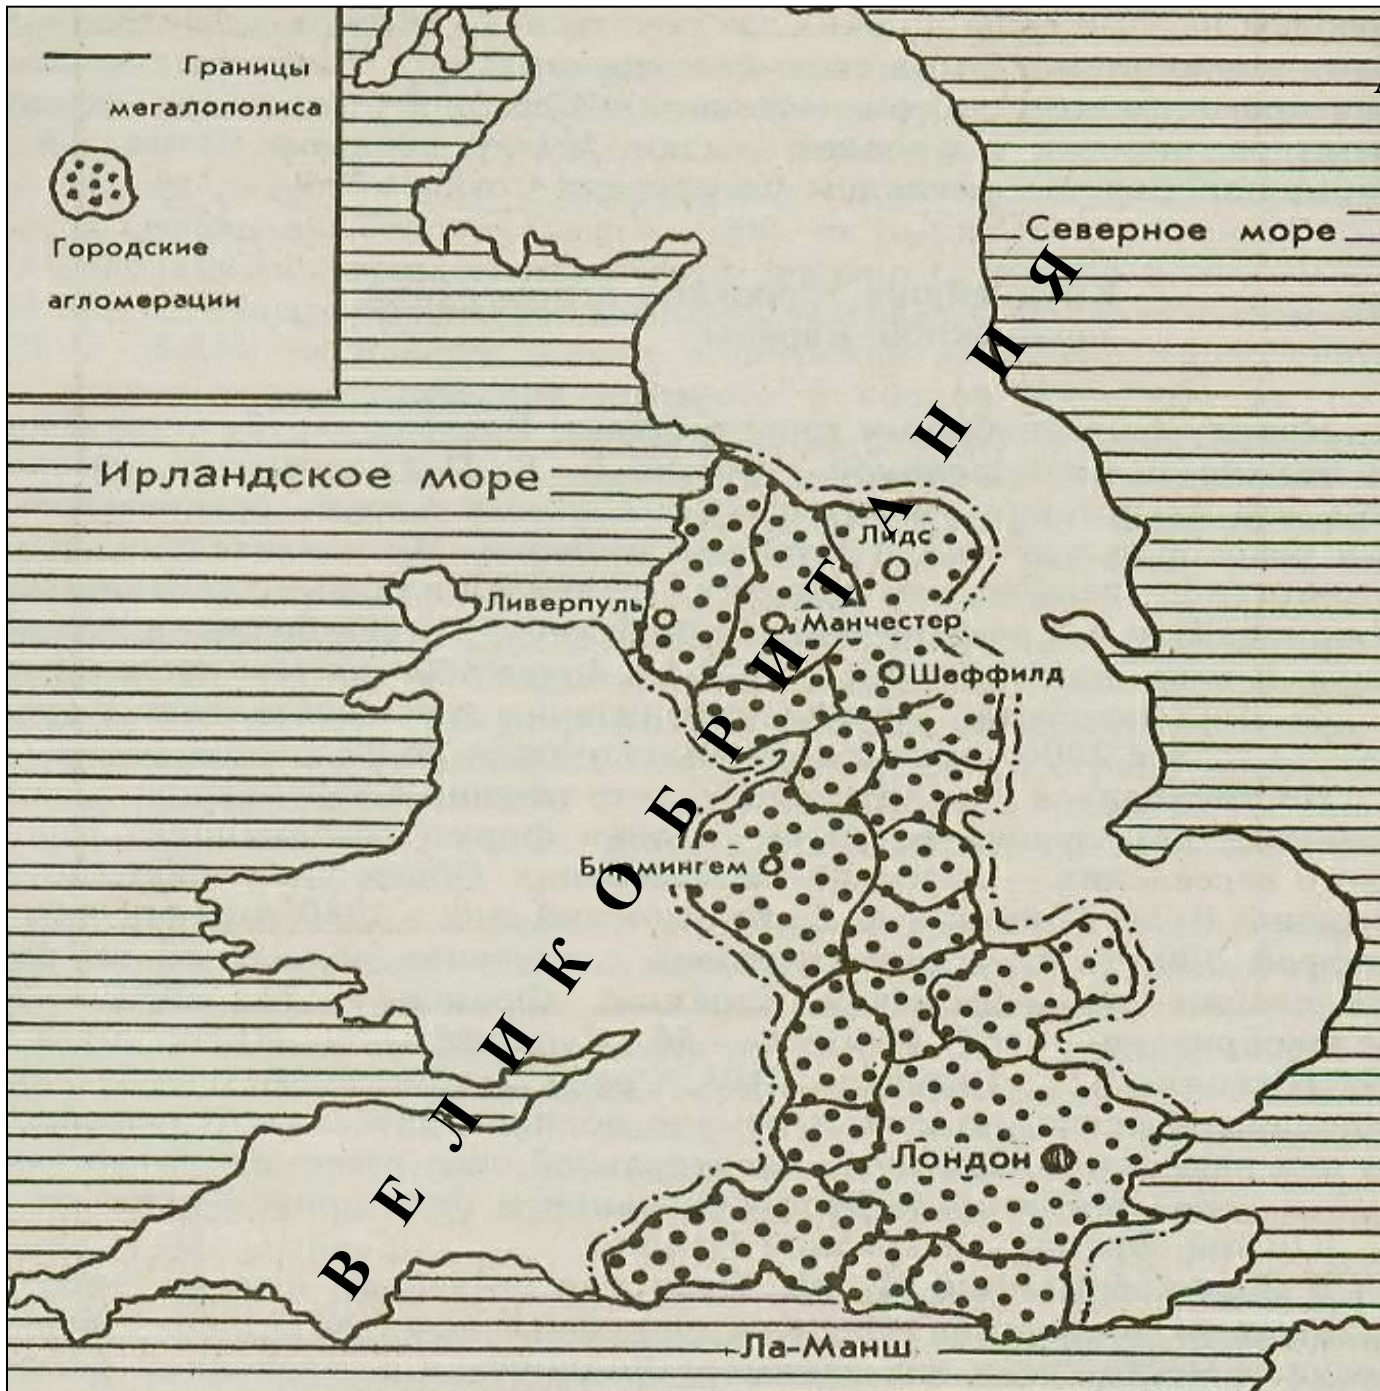 Границы
мегалополиса
Городские
агломерации
Северное море
Ирландское море
Лидс
Ливерпуль
Манчестер
Шеффилд
Бирмингем
Лондон
Ла-Манш
ВЕЛИКОБРИТАНИЯ